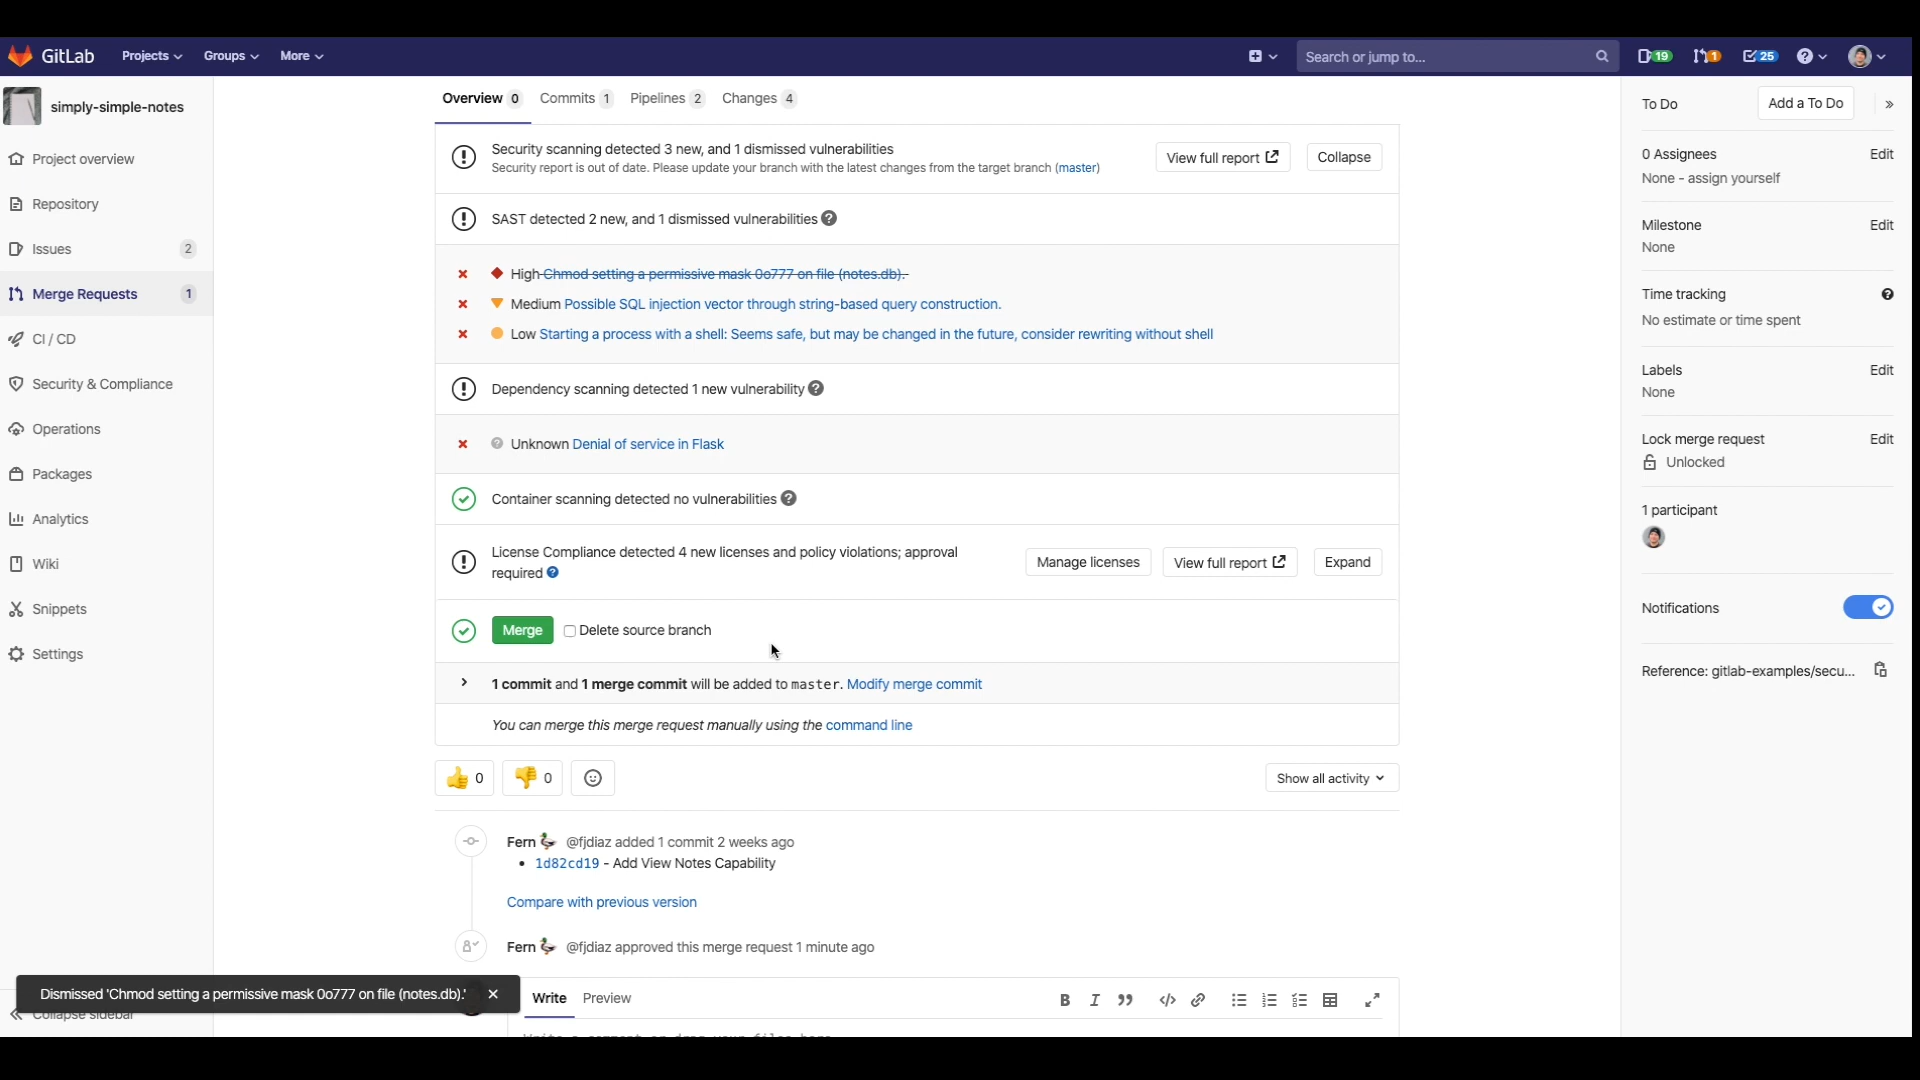 GitLab Projects Groups More Search or jump to... 19 1 25
simply-simple-notes
Project overview
Repository
Issues 2
Merge Requests 1
CI / CD
Security & Compliance
Operations
Packages
Analytics
Wiki
Snippets
Settings
Collapse sidebar
Overview 0 Commits 1 Pipelines 2 Changes 4
Security scanning detected 3 new, and 1 dismissed vulnerabilities
Security report is out of date. Please update your branch with the latest changes from the target branch (master)
View full report Collapse
SAST detected 2 new, and 1 dismissed vulnerabilities
High Chmod setting a permissive mask 0o777 on file (notes.db).
Medium Possible SQL injection vector through string-based query construction.
Low Starting a process with a shell: Seems safe, but may be changed in the future, consider rewriting without shell
Dependency scanning detected 1 new vulnerability
Unknown Denial of service in Flask
Container scanning detected no vulnerabilities
License Compliance detected 4 new licenses and policy violations; approval
required
Manage licenses View full report Expand
Merge Delete source branch
1 commit and 1 merge commit will be added to master. Modify merge commit
You can merge this merge request manually using the command line
0 0 Show all activity
Fern @fjdiaz added 1 commit 2 weeks ago
1d82cd19 - Add View Notes Capability
Compare with previous version
Fern @fjdiaz approved this merge request 1 minute ago
Dismissed 'Chmod setting a permissive mask 0o777 on file (notes.db).'
Write Preview
To Do Add a To Do
0 Assignees Edit
None - assign yourself
Milestone Edit
None
Time tracking
No estimate or time spent
Labels Edit
None
Lock merge request Edit
Unlocked
1 participant
Notifications
Reference: gitlab-examples/secu...